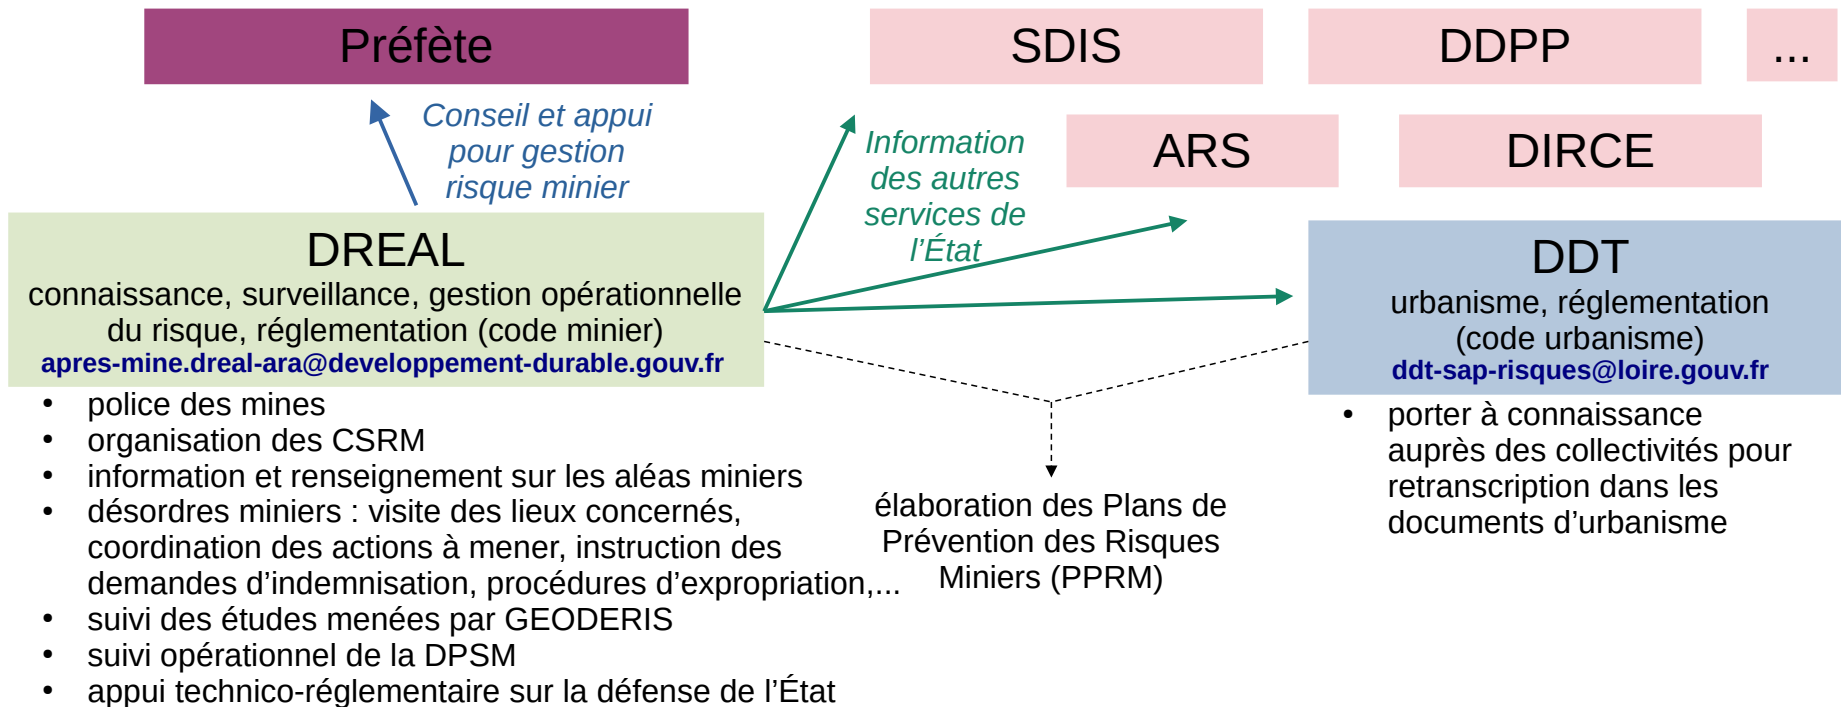 Préfète
SDIS
DDPP
...
Conseil et appui
pour gestion
risque minier
Information
des autres
services de
l’État
ARS
DIRCE
DREAL
connaissance, surveillance, gestion opérationnelle
du risque, réglementation (code minier)
apres-mine.dreal-ara@developpement-durable.gouv.fr
DDT
urbanisme, réglementation
(code urbanisme)
ddt-sap-risques@loire.gouv.fr
• police des mines
• organisation des CSRM
• information et renseignement sur les aléas miniers
• désordres miniers : visite des lieux concernés,
coordination des actions à mener, instruction des
demandes d’indemnisation, procédures d’expropriation,...
• suivi des études menées par GEODERIS
• suivi opérationnel de la DPSM
• appui technico-réglementaire sur la défense de l’État
élaboration des Plans de
Prévention des Risques
Miniers (PPRM)
• porter à connaissance
auprès des collectivités pour
retranscription dans les
documents d’urbanisme